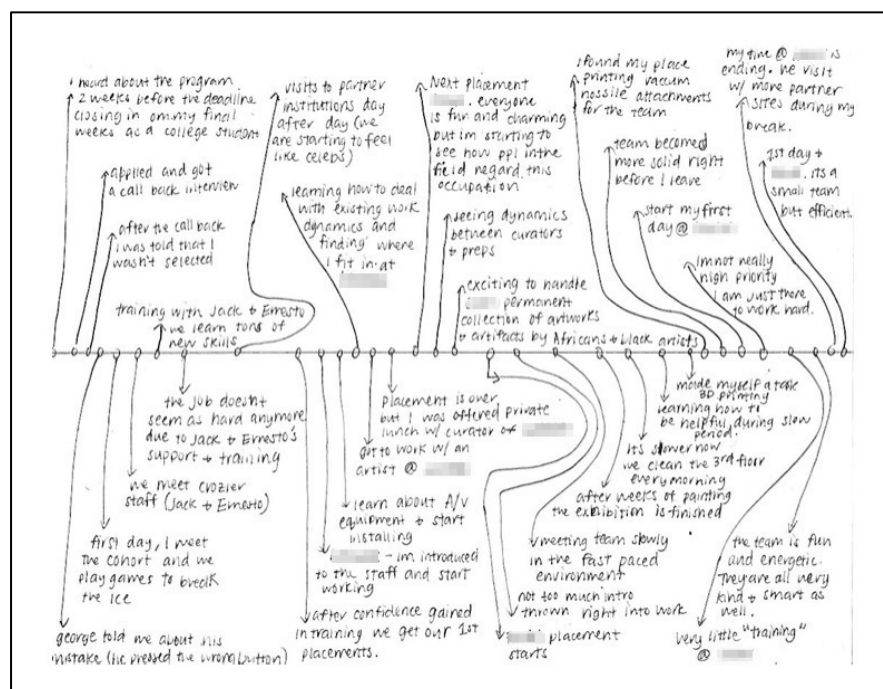 I heard about the program
2 weeks before the deadline
closing in on my final
weeks as a college student
applied and got
a call back interview
after the call back
I was told that I
wasn't selected
training with Jack + Ernesto
we learn tons of
new skills
visits to partner
institutions day
after day (we
are starting to feel
like celebs)
learning how to deal
with existing work
dynamics and
finding where
I fit in at
Next placement
everyone
is fun and charming
but im starting to
see how ppl in the
field regard this
occupation
seeing dynamics
between curators
+ preps
exciting to handle
permanent
collection of artworks
+ artifacts by Africans + black artists
I found my place
printing vaccum
nossile attachments
for the team
team becomes
more solid right
before I leave
start my first
day @
I'm not really
high priority
I am just there
to work hard.
my time @ is
ending. we visit
w/ more partner
sites during my
break.
1st day +
. its a
small team
but efficient.
george told me about his
mistake (he pressed the wrong button)
first day, I meet
the cohort and we
play games to break
the ice
we meet crozier
staff (Jack + Ernesto)
the job doesnt
seem as hard anymore
due to Jack + Ernesto's
support + training
after confidence gained
in training we get our 1st
placements.
- im introduced
to the staff and start
working
learn about A/V
equipment + start
installing
got to work w/ an
artist @
placement is over
but I was offered private
lunch w/ curator of
placement
starts
not too much intro
thrown right into work
meeting team slowly
in the fast paced
environment
after weeks of painting
the exhibition is finished
Its slower now
we clean the 3rd floor
every morning
learning how to
be helpful during slow
period.
made myself a task
3D printing
very little "training"
@
the team is fun
and energetic.
They are all very
kind + smart as
well.